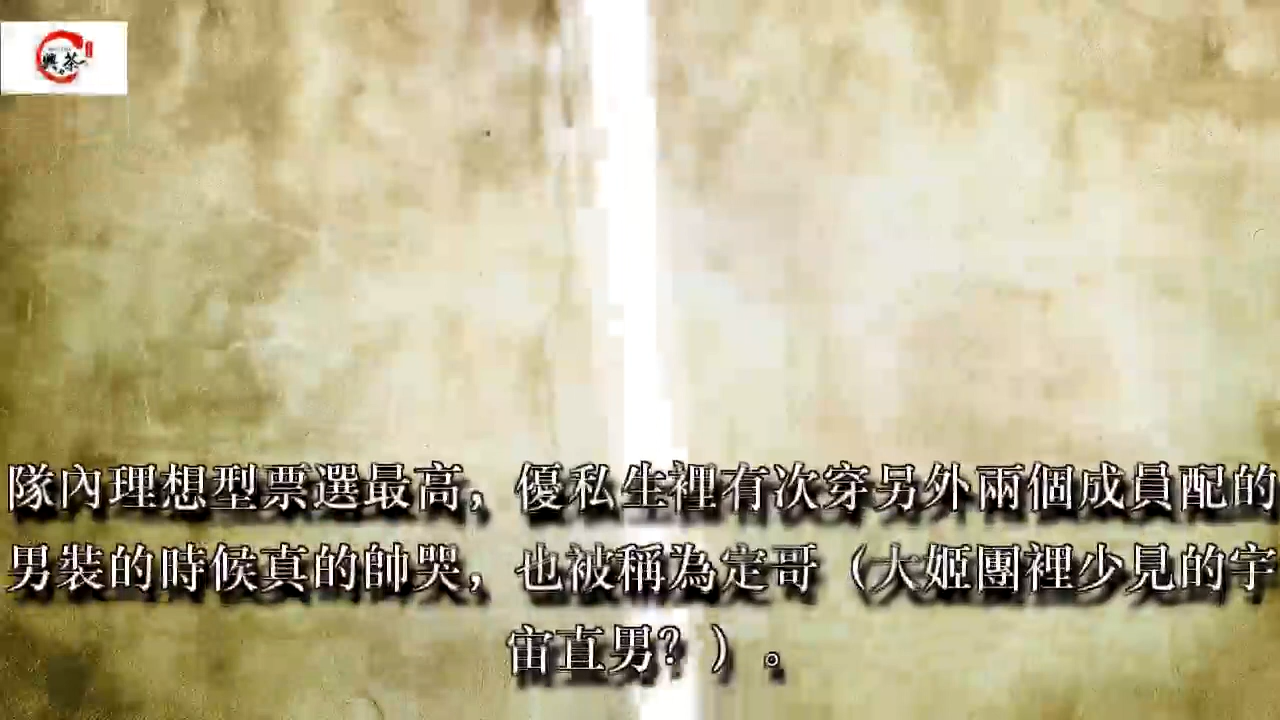 興茶
隊內理想型票選最高，優私生裡有次穿另外兩個成員配的
男裝的時候真的帥哭，也被稱為定哥（大姬團裡少見的宇
宙直男？）。